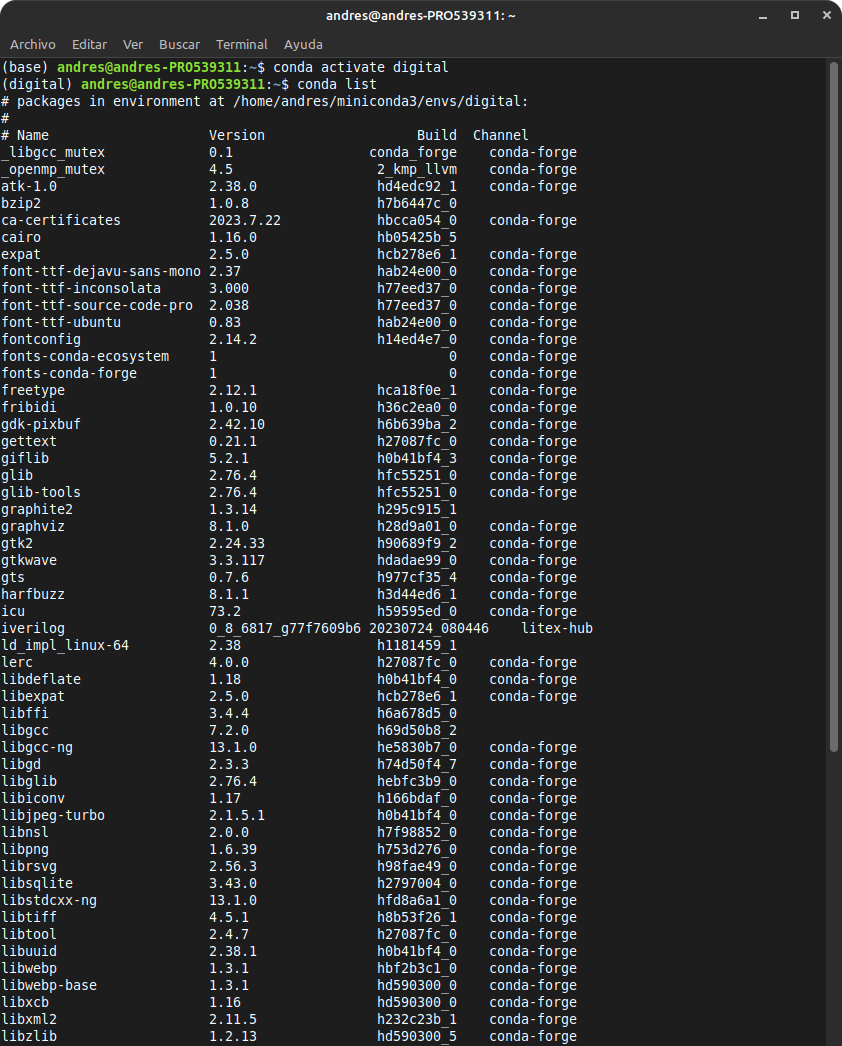 andres@andres-PRO539311: ~
Archivo Editar Ver Buscar Terminal Ayuda
(base) andres@andres-PRO539311:~$ conda activate digital
(digital) andres@andres-PRO539311:~$ conda list
# packages in environment at /home/andres/miniconda3/envs/digital:
#
# Name                    Version                   Build  Channel
_libgcc_mutex             0.1                 conda_forge    conda-forge
_openmp_mutex             4.5                  2_kmp_llvm    conda-forge
atk-1.0                   2.38.0               hd4edc92_1    conda-forge
bzip2                     1.0.8                h7b6447c_0
ca-certificates           2023.7.22            hbcca054_0    conda-forge
cairo                     1.16.0               hb05425b_5
expat                     2.5.0                hcb278e6_1    conda-forge
font-ttf-dejavu-sans-mono 2.37                 hab24e00_0    conda-forge
font-ttf-inconsolata      3.000                h77eed37_0    conda-forge
font-ttf-source-code-pro  2.038                h77eed37_0    conda-forge
font-ttf-ubuntu           0.83                 hab24e00_0    conda-forge
fontconfig                2.14.2               h14ed4e7_0    conda-forge
fonts-conda-ecosystem     1                             0    conda-forge
fonts-conda-forge         1                             0    conda-forge
freetype                  2.12.1               hca18f0e_1    conda-forge
fribidi                   1.0.10               h36c2ea0_0    conda-forge
gdk-pixbuf                2.42.10              h6b639ba_2    conda-forge
gettext                   0.21.1               h27087fc_0    conda-forge
giflib                    5.2.1                h0b41bf4_3    conda-forge
glib                      2.76.4               hfc55251_0    conda-forge
glib-tools                2.76.4               hfc55251_0    conda-forge
graphite2                 1.3.14               h295c915_1
graphviz                  8.1.0                h28d9a01_0    conda-forge
gtk2                      2.24.33              h90689f9_2    conda-forge
gtkwave                   3.3.117              hdadae99_0    conda-forge
gts                       0.7.6                h977cf35_4    conda-forge
harfbuzz                  8.1.1                h3d44ed6_1    conda-forge
icu                       73.2                 h59595ed_0    conda-forge
iverilog                  0_8_6817_g77f7609b6 20230724_080446    litex-hub
ld_impl_linux-64          2.38                 h1181459_1
lerc                      4.0.0                h27087fc_0    conda-forge
libdeflate                1.18                 h0b41bf4_0    conda-forge
libexpat                  2.5.0                hcb278e6_1    conda-forge
libffi                    3.4.4                h6a678d5_0
libgcc                    7.2.0                h69d50b8_2
libgcc-ng                 13.1.0               he5830b7_0    conda-forge
libgd                     2.3.3                h74d50f4_7    conda-forge
libglib                   2.76.4               hebfc3b9_0    conda-forge
libiconv                  1.17                 h166bdaf_0    conda-forge
libjpeg-turbo             2.1.5.1              h0b41bf4_0    conda-forge
libnsl                    2.0.0                h7f98852_0    conda-forge
libpng                    1.6.39               h753d276_0    conda-forge
librsvg                   2.56.3               h98fae49_0    conda-forge
libsqlite                 3.43.0               h2797004_0    conda-forge
libstdcxx-ng              13.1.0               hfd8a6a1_0    conda-forge
libtiff                   4.5.1                h8b53f26_1    conda-forge
libtool                   2.4.7                h27087fc_0    conda-forge
libuuid                   2.38.1               h0b41bf4_0    conda-forge
libwebp                   1.3.1                hbf2b3c1_0    conda-forge
libwebp-base              1.3.1                hd590300_0    conda-forge
libxcb                    1.16                 hd590300_0    conda-forge
libxml2                   2.11.5               h232c23b_1    conda-forge
libzlib                   1.2.13               hd590300_5    conda-forge